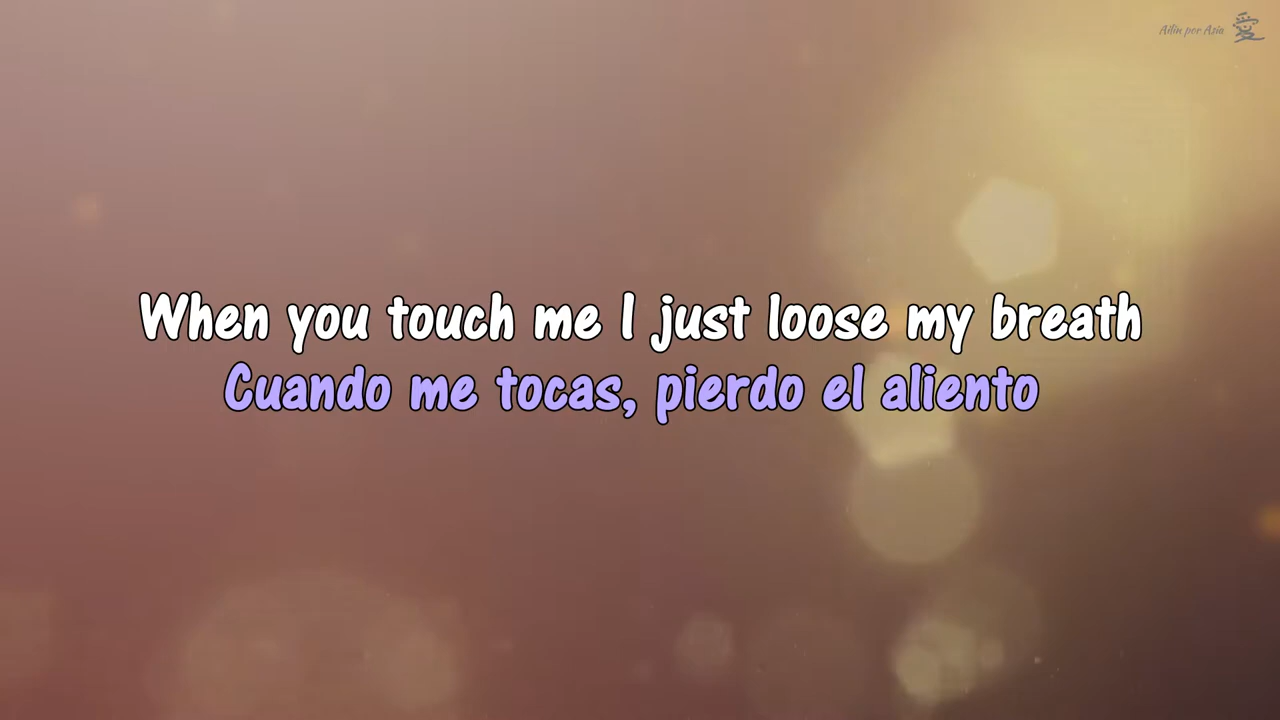 Ailin por Asia 愛
When you touch me I just loose my breath
Cuando me tocas, pierdo el aliento